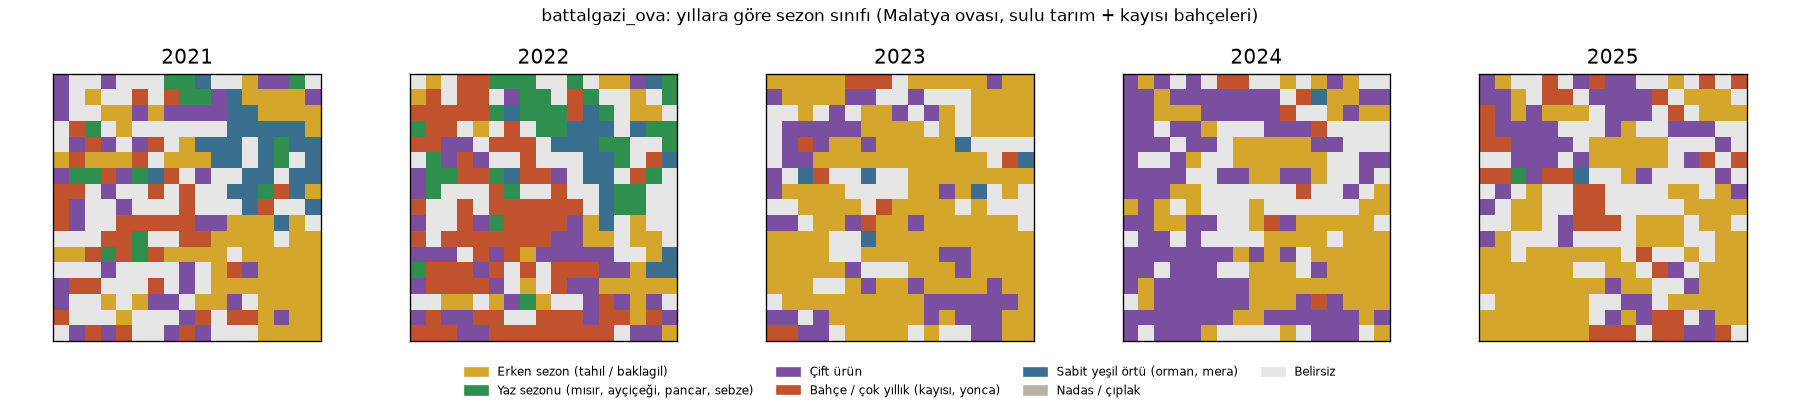 battalgazi_ova: yıllara göre sezon sınıfı (Malatya ovası, sulu tarım + kayısı bahçeleri)
2021 2022 2023 2024 2025
Erken sezon (tahıl / baklagil) Çift ürün Sabit yeşil örtü (orman, mera) Belirsiz
Yaz sezonu (mısır, ayçiçeği, pancar, sebze) Bahçe / çok yıllık (kayısı, yonca) Nadas / çıplak